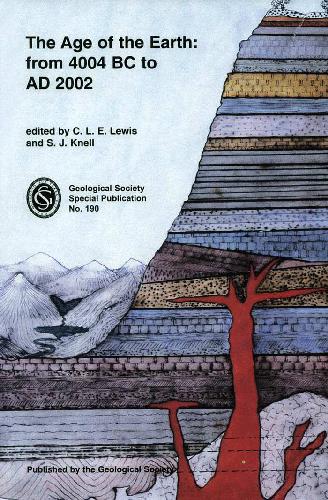 The Age of the Earth:
from 4004 BC to
AD 2002
edited by C. L. E. Lewis
and S. J. Knell
Geological Society
Special Publication
No. 190
Published by the Geological Society